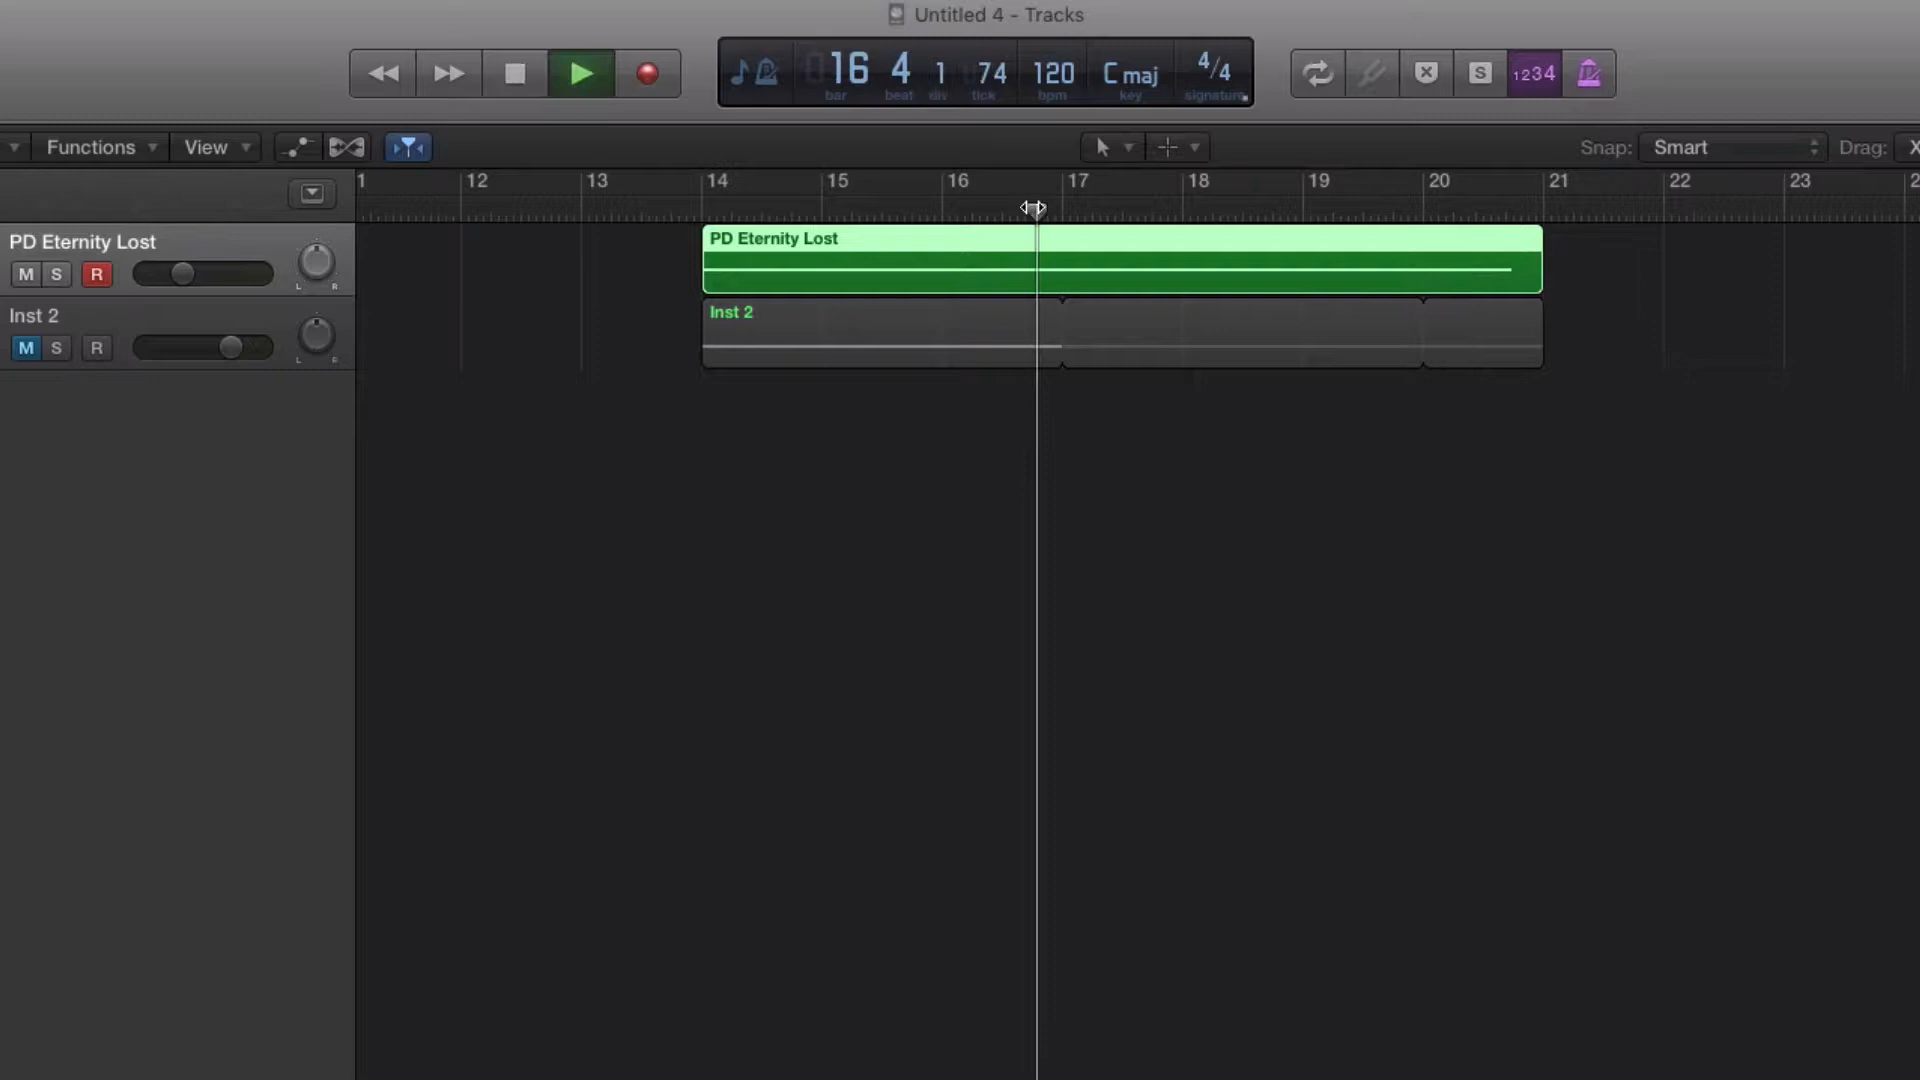 Untitled 4 - Tracks
16 4 1 74 120 C maj 4/4
bar beat div tick bpm key signature
S 1234
Functions View Snap: Smart Drag: X
1 12 13 14 15 16 17 18 19 20 21 22 23 2
PD Eternity Lost
M S R
L R
PD Eternity Lost
Inst 2
M S R
L R
Inst 2